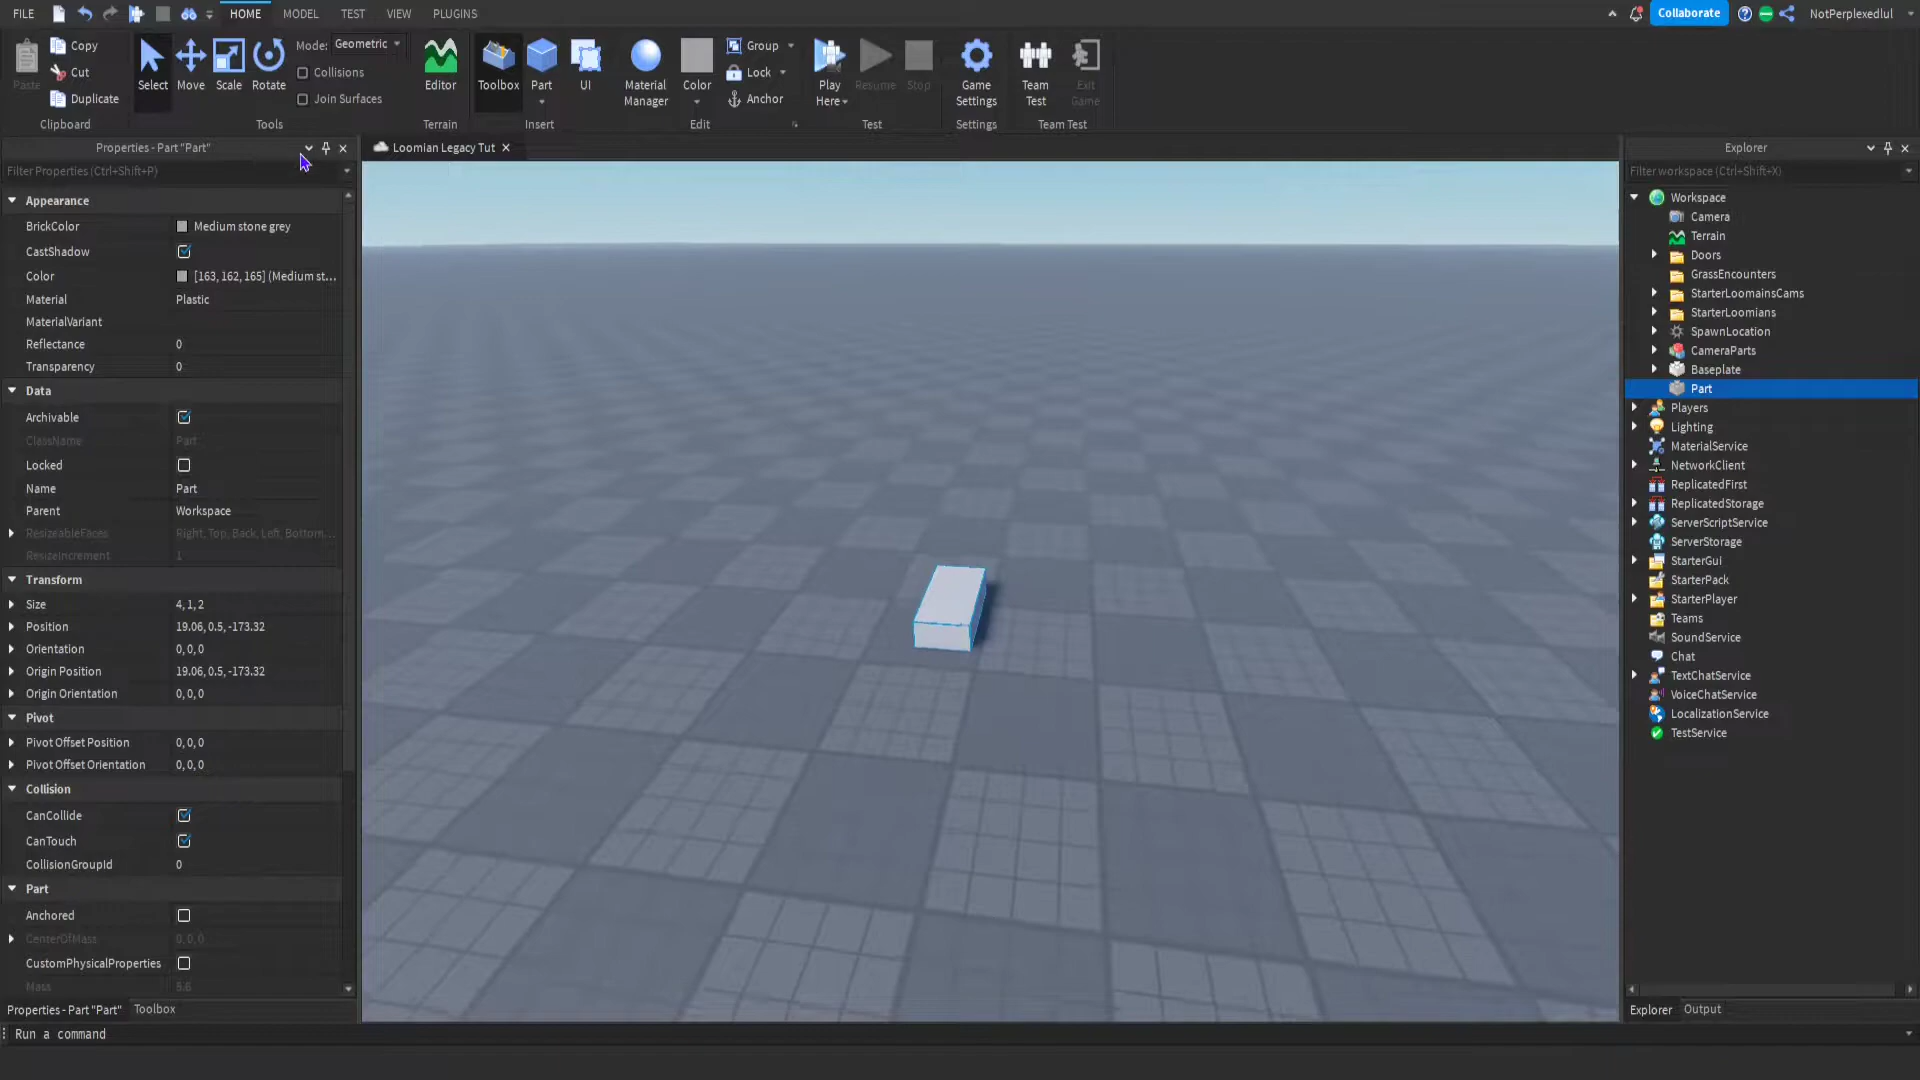 FILE HOME MODEL TEST VIEW PLUGINS Collaborate NotPerplexedlul
Paste Copy Cut Duplicate Clipboard
Select Move Scale Rotate Mode: Geometric Collisions Join Surfaces Tools
Editor Terrain
Toolbox Part UI Insert
Material Manager Color Group Lock Anchor Edit
Play Here Resume Stop Test
Game Settings Settings
Team Test Exit Game Team Test
Properties - Part "Part"
Filter Properties (Ctrl+Shift+P)
Appearance
BrickColor Medium stone grey
CastShadow
Color [163, 162, 165] (Medium st...
Material Plastic
MaterialVariant
Reflectance 0
Transparency 0
Data
Archivable
ClassName Part
Locked
Name Part
Parent Workspace
ResizeableFaces Right, Top, Back, Left, Bottom...
ResizeIncrement 1
Transform
Size 4, 1, 2
Position 19.06, 0.5, -173.32
Orientation 0, 0, 0
Origin Position 19.06, 0.5, -173.32
Origin Orientation 0, 0, 0
Pivot
Pivot Offset Position 0, 0, 0
Pivot Offset Orientation 0, 0, 0
Collision
CanCollide
CanTouch
CollisionGroupId 0
Part
Anchored
CenterOfMass 0, 0, 0
CustomPhysicalProperties
Mass 5.6
Properties - Part "Part" Toolbox
Run a command
Loomian Legacy Tut
Explorer
Filter workspace (Ctrl+Shift+X)
Workspace
Camera
Terrain
Doors
GrassEncounters
StarterLoomainsCams
StarterLoomians
SpawnLocation
CameraParts
Baseplate
Part
Players
Lighting
MaterialService
NetworkClient
ReplicatedFirst
ReplicatedStorage
ServerScriptService
ServerStorage
StarterGui
StarterPack
StarterPlayer
Teams
SoundService
Chat
TextChatService
VoiceChatService
LocalizationService
TestService
Explorer Output